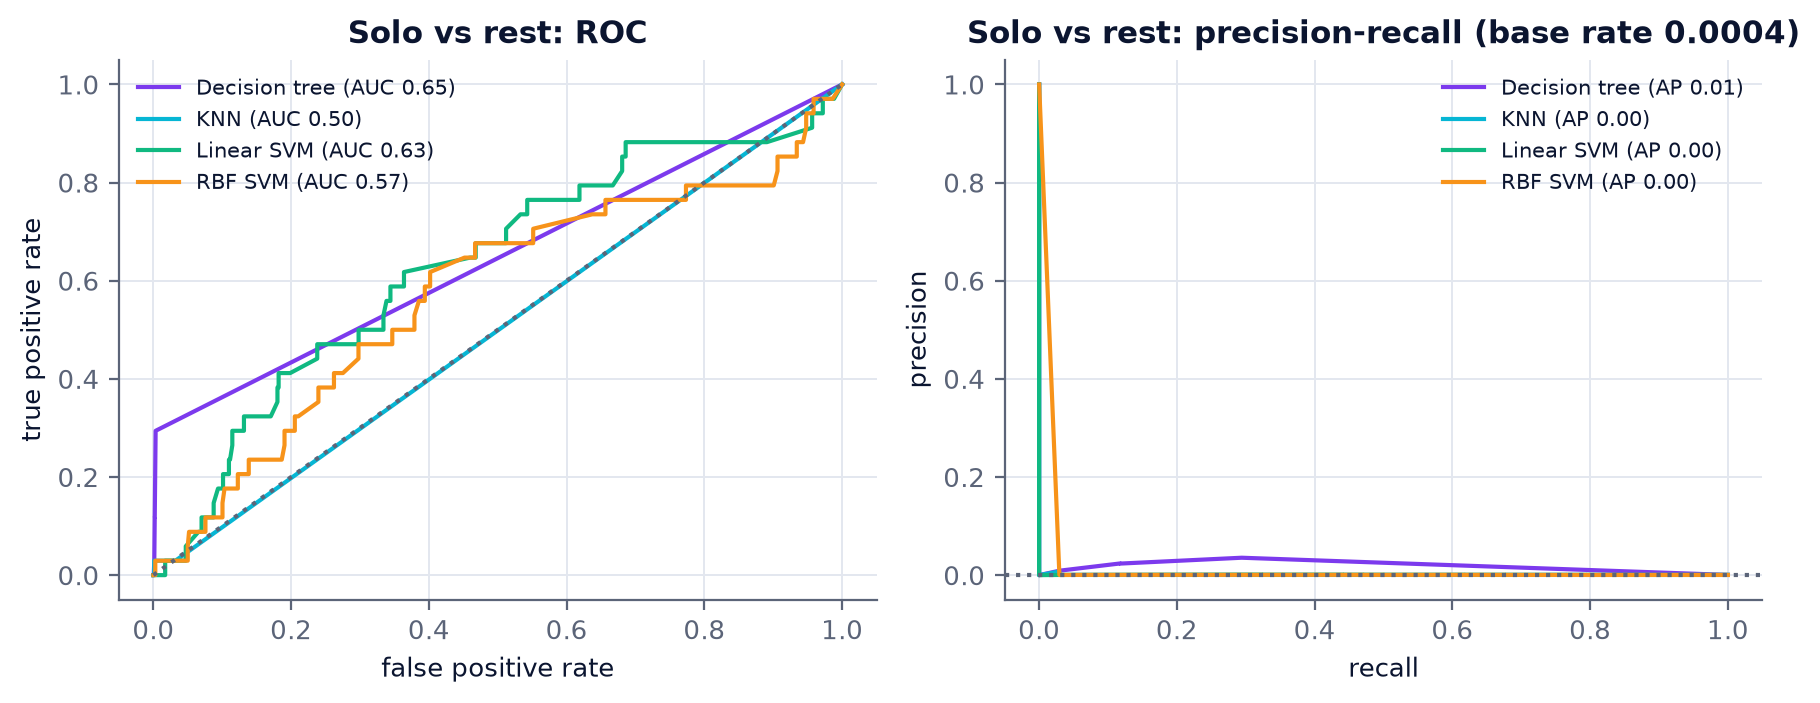 Solo vs rest: ROC
true positive rate
1.0
0.8
0.6
0.4
0.2
0.0
Decision tree (AUC 0.65)
KNN (AUC 0.50)
Linear SVM (AUC 0.63)
RBF SVM (AUC 0.57)
0.0 0.2 0.4 0.6 0.8 1.0
false positive rate
Solo vs rest: precision-recall (base rate 0.0004)
precision
1.0
0.8
0.6
0.4
0.2
0.0
Decision tree (AP 0.01)
KNN (AP 0.00)
Linear SVM (AP 0.00)
RBF SVM (AP 0.00)
0.0 0.2 0.4 0.6 0.8 1.0
recall